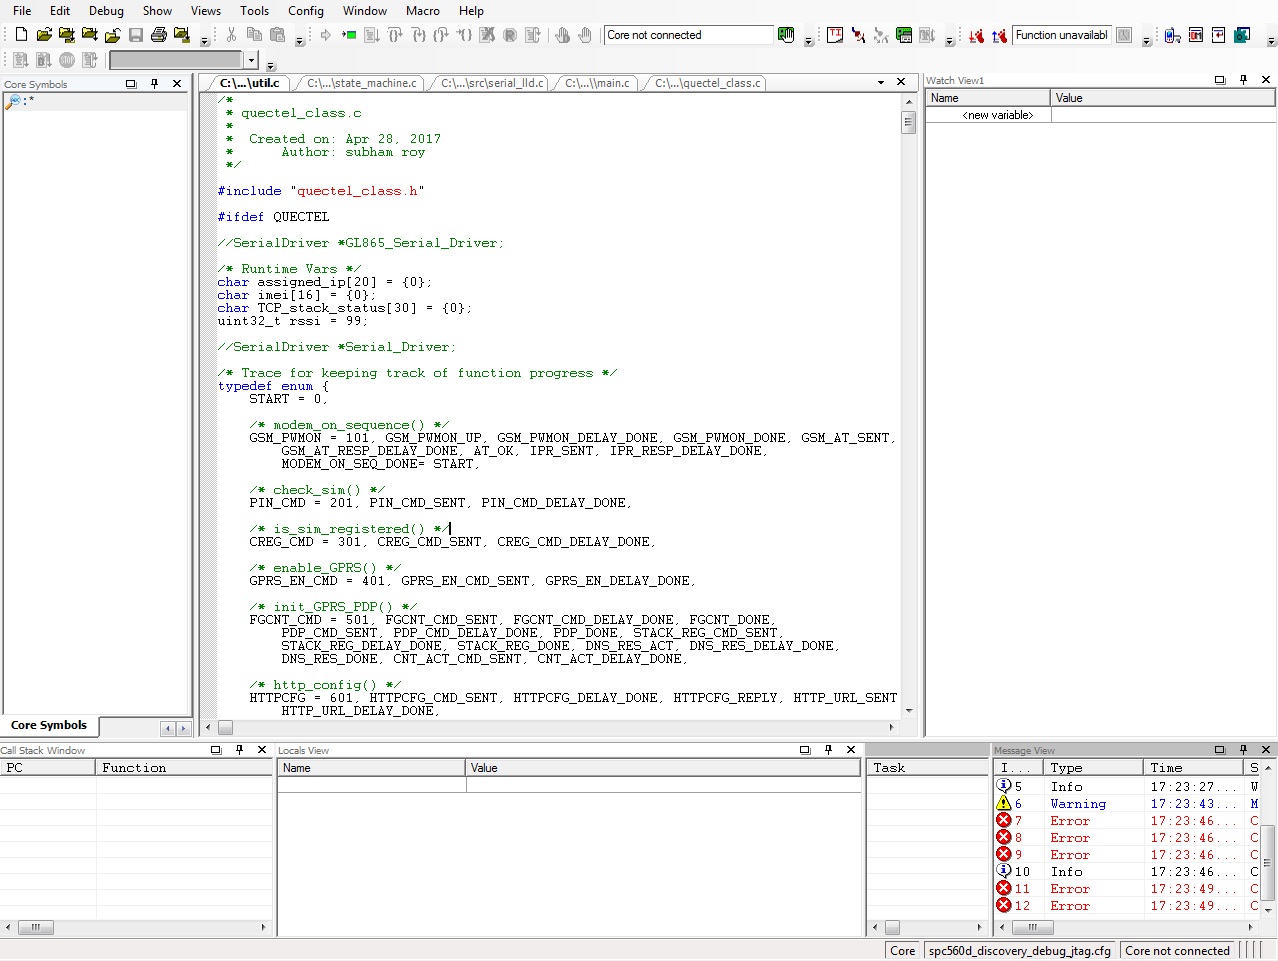 File Edit Debug Show Views Tools Config Window Macro Help
Core not connected
Function unavailabl
Core Symbols
:*
C:\...\util.c C:\...\state_machine.c C:\...\src\serial_lld.c C:\...\\main.c C:\...\quectel_class.c
/*
* quectel_class.c
*
* Created on: Apr 28, 2017
* Author: subham roy
*/
#include "quectel_class.h"
#ifdef QUECTEL
//SerialDriver *GL865_Serial_Driver;
/* Runtime Vars */
char assigned_ip[20] = {0};
char imei[16] = {0};
char TCP_stack_status[30] = {0};
uint32_t rssi = 99;
//SerialDriver *Serial_Driver;
/* Trace for keeping track of function progress */
typedef enum {
START = 0,
/* modem_on_sequence() */
GSM_PWMON = 101, GSM_PWMON_UP, GSM_PWMON_DELAY_DONE, GSM_PWMON_DONE, GSM_AT_SENT,
GSM_AT_RESP_DELAY_DONE, AT_OK, IPR_SENT, IPR_RESP_DELAY_DONE,
MODEM_ON_SEQ_DONE= START,
/* check_sim() */
PIN_CMD = 201, PIN_CMD_SENT, PIN_CMD_DELAY_DONE,
/* is_sim_registered() */
CREG_CMD = 301, CREG_CMD_SENT, CREG_CMD_DELAY_DONE,
/* enable_GPRS() */
GPRS_EN_CMD = 401, GPRS_EN_CMD_SENT, GPRS_EN_DELAY_DONE,
/* init_GPRS_PDP() */
FGCNT_CMD = 501, FGCNT_CMD_SENT, FGCNT_CMD_DELAY_DONE, FGCNT_DONE,
PDP_CMD_SENT, PDP_CMD_DELAY_DONE, PDP_DONE, STACK_REG_CMD_SENT,
STACK_REG_DELAY_DONE, STACK_REG_DONE, DNS_RES_ACT, DNS_RES_DELAY_DONE,
DNS_RES_DONE, CNT_ACT_CMD_SENT, CNT_ACT_DELAY_DONE,
/* http_config() */
HTTPCFG = 601, HTTPCFG_CMD_SENT, HTTPCFG_DELAY_DONE, HTTPCFG_REPLY, HTTP_URL_SENT
HTTP_URL_DELAY_DONE,
Watch View1
Name Value
<new variable>
Core Symbols
Call Stack Window
PC Function
Locals View
Name Value
Task
Message View
I... Type Time S
5 Info 17:23:27... W
6 Warning 17:23:43... M
7 Error 17:23:46... C
8 Error 17:23:46... C
9 Error 17:23:46... C
10 Info 17:23:46... C
11 Error 17:23:49... C
12 Error 17:23:49... C
Core spc560d_discovery_debug_jtag.cfg Core not connected